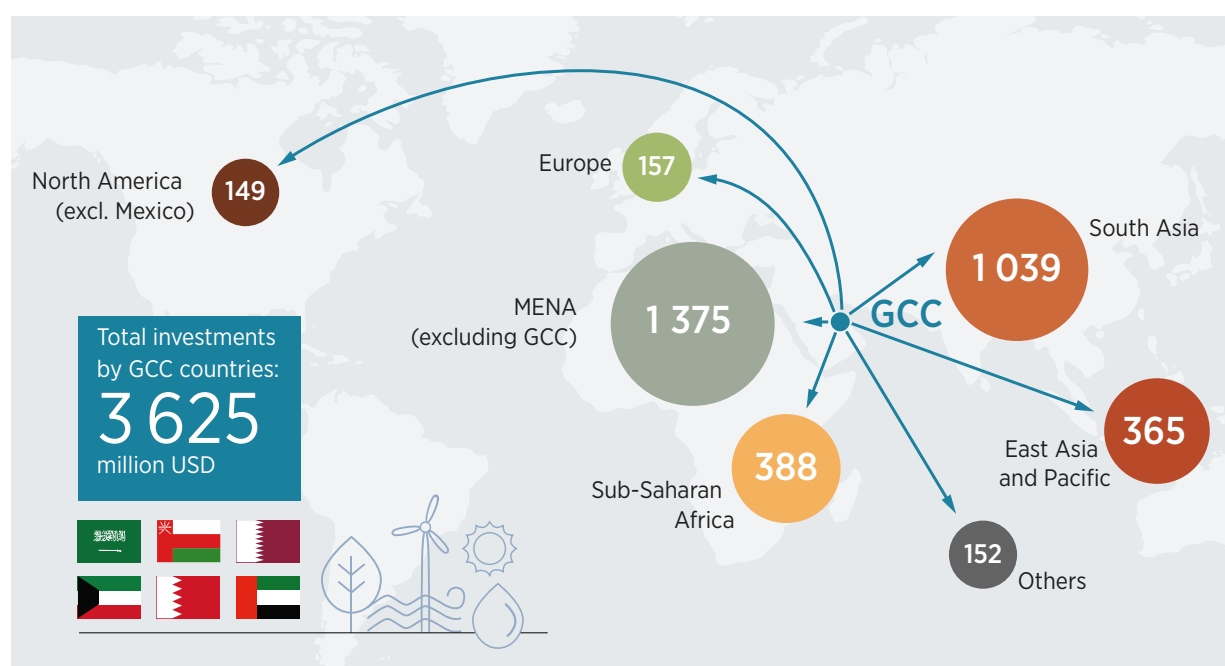 North America
(excl. Mexico)
149
Europe
157
South Asia
1 039
MENA
(excluding GCC)
1 375
GCC
Total investments
by GCC countries:
3 625
million USD
Sub-Saharan
Africa
388
East Asia
and Pacific
365
152
Others